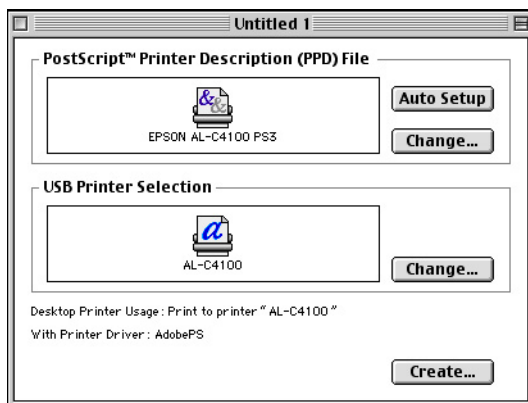 Untitled 1
PostScript™ Printer Description (PPD) File
EPSON AL-C4100 PS3
Auto Setup
Change...
USB Printer Selection
AL-C4100
Change...
Desktop Printer Usage : Print to printer “ AL-C4100 ”
With Printer Driver : AdobePS
Create...